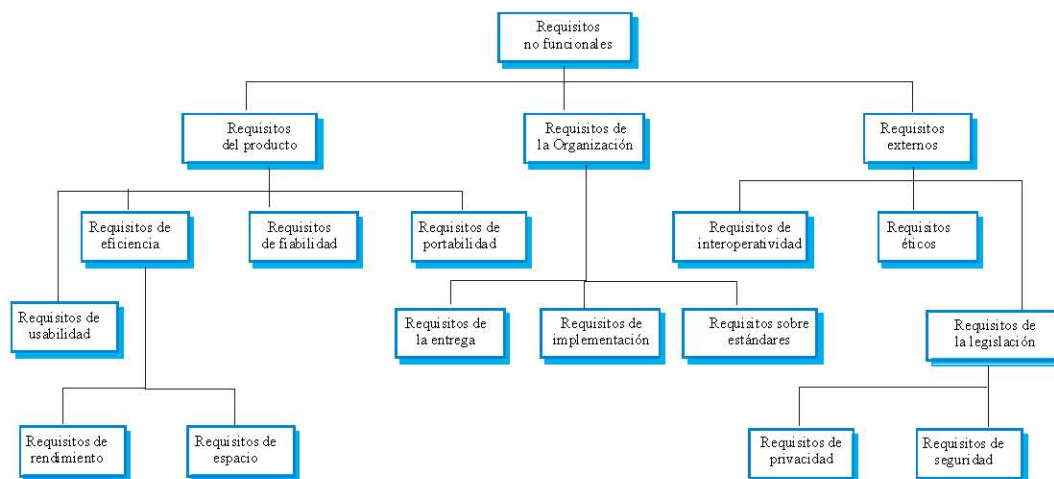 Requisitos
no funcionales
Requisitos
del producto
Requisitos de
la Organización
Requisitos
externos
Requisitos de
eficiencia
Requisitos
de fiabilidad
Requisitos de
portabilidad
Requisitos de
interoperatividad
Requisitos
éticos
Requisitos de
usabilidad
Requisitos de
la entrega
Requisitos de
implementación
Requisitos sobre
estándares
Requisitos de
la legislación
Requisitos de
rendimiento
Requisitos de
espacio
Requisitos de
privacidad
Requisitos de
seguridad